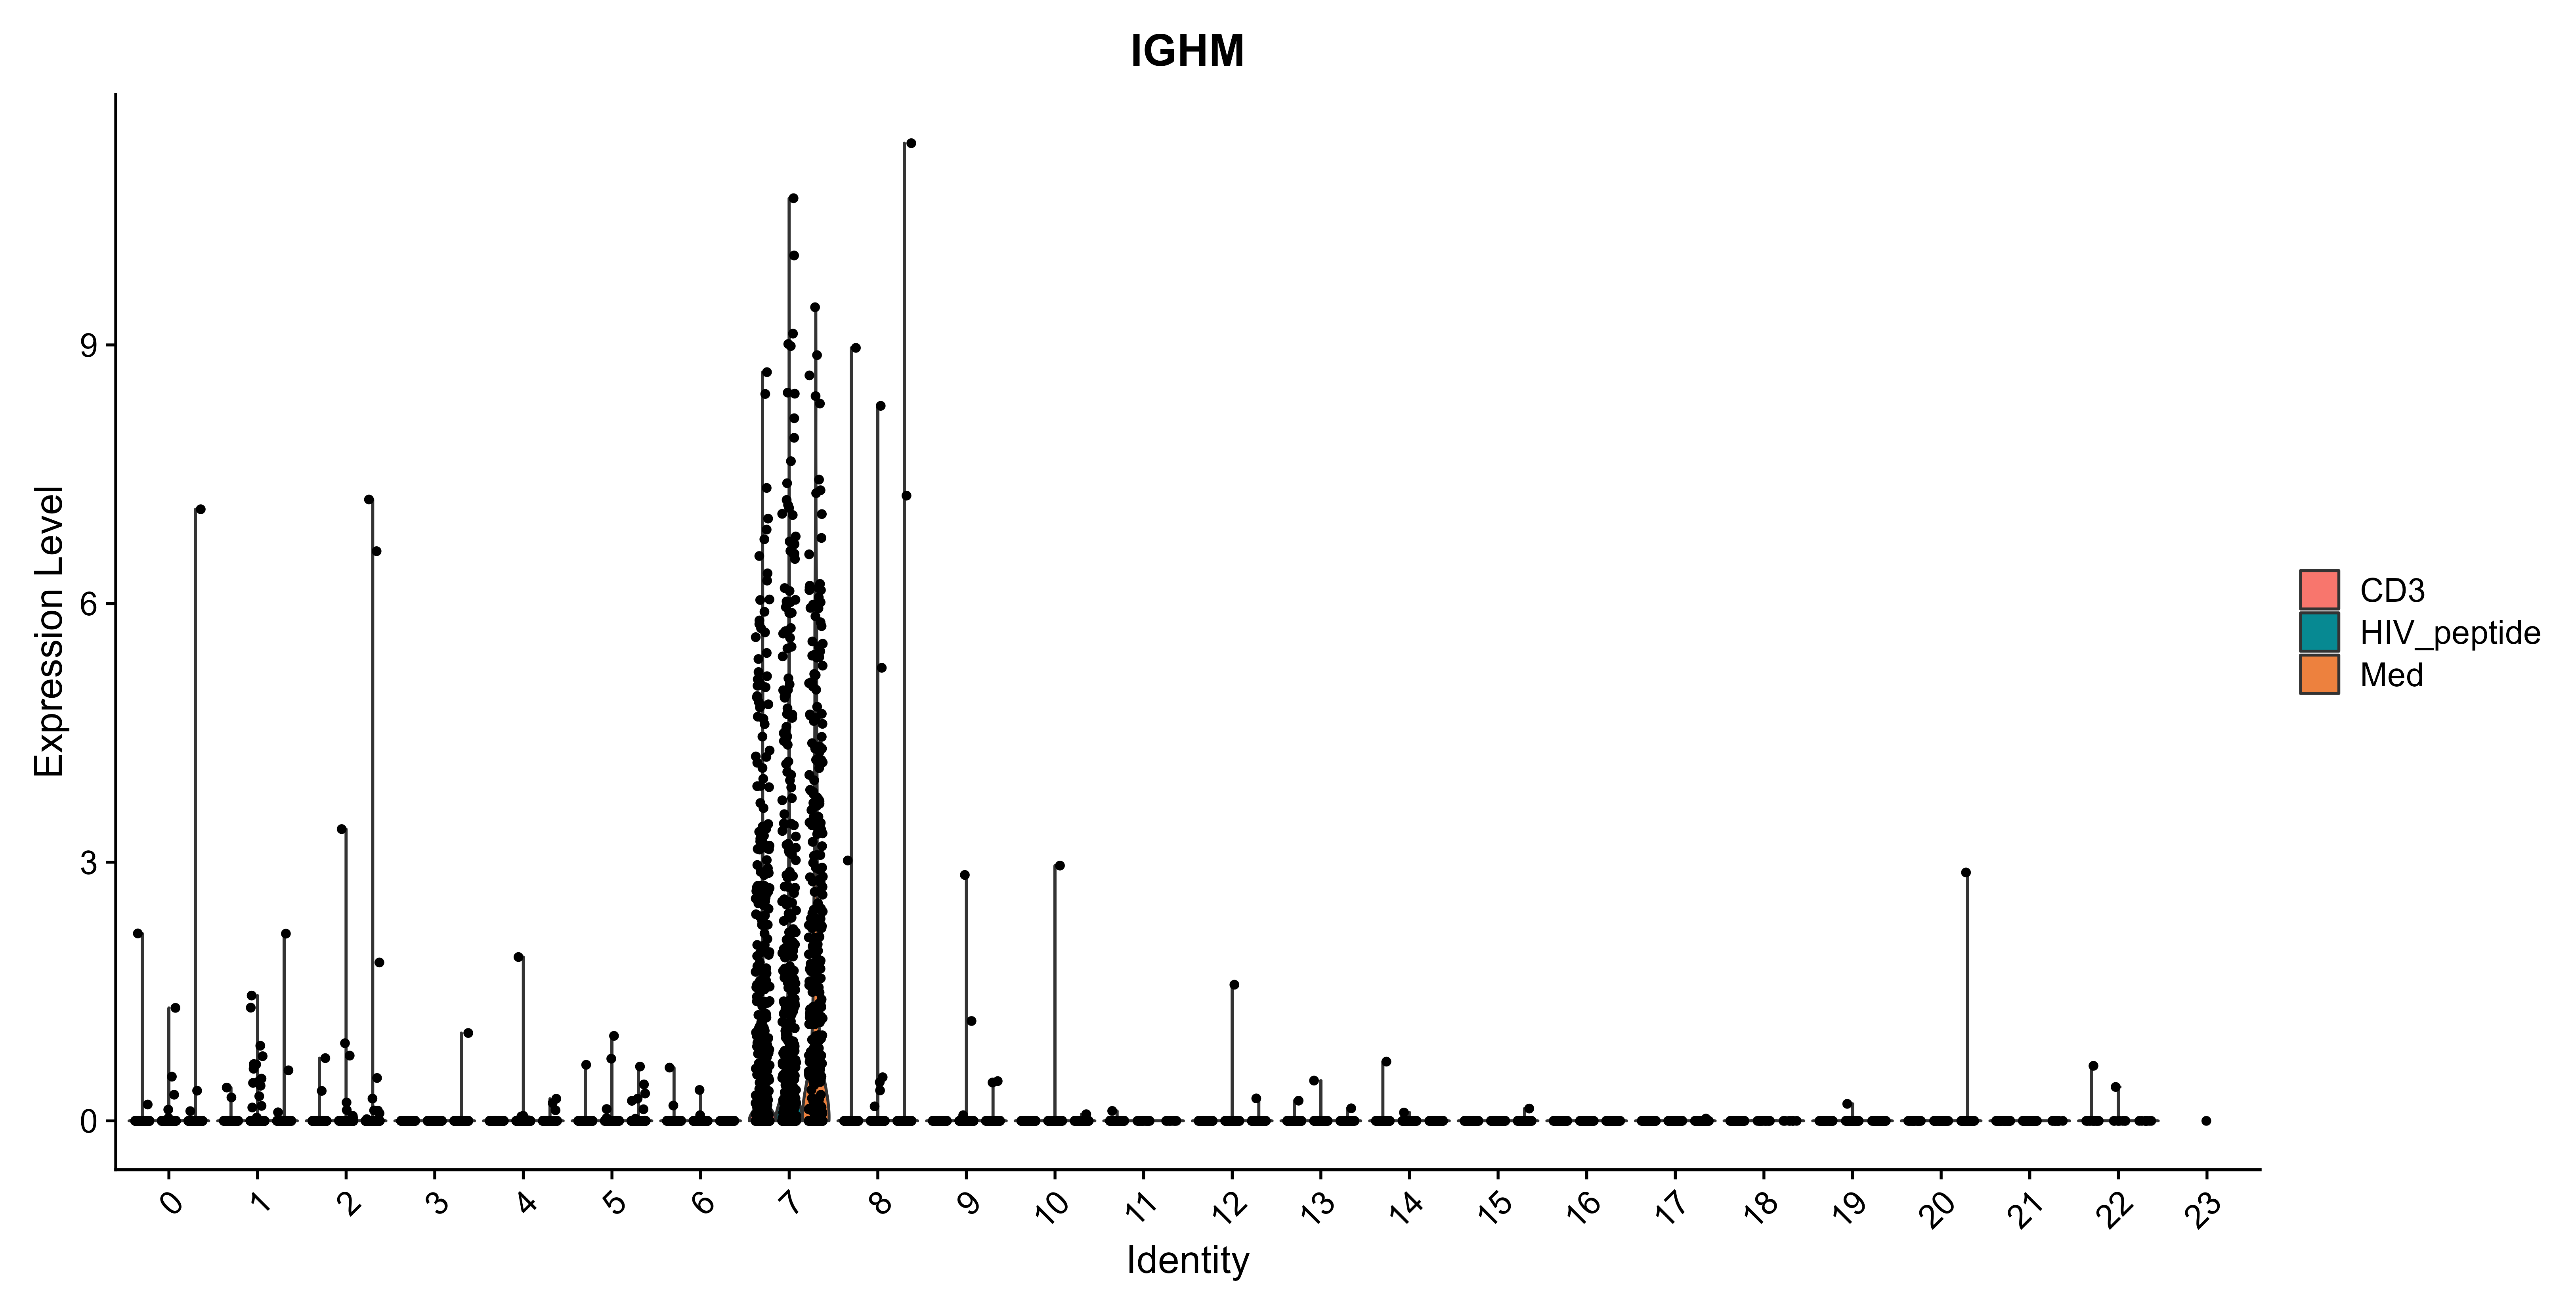 IGHM
Expression Level
9
6
3
0
0 1 2 3 4 5 6 7 8 9 10 11 12 13 14 15 16 17 18 19 20 21 22 23
Identity
CD3
HIV_peptide
Med